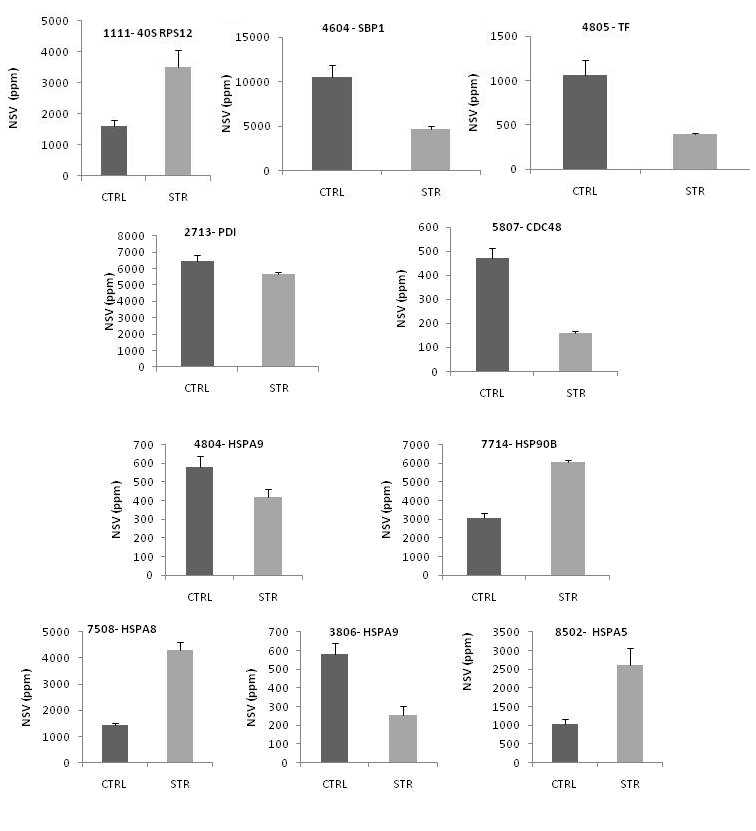 1111- 40S RPS12
NSV (ppm)
5000
4000
3000
2000
1000
0
CTRL STR
4604 - SBP1
NSV (ppm)
15000
10000
5000
0
CTRL STR
4805 - TF
NSV (ppm)
1500
1000
500
0
CTRL STR
2713- PDI
NSV (ppm)
8000
7000
6000
5000
4000
3000
2000
1000
0
CTRL STR
5807- CDC48
NSV (ppm)
600
500
400
300
200
100
0
CTRL STR
4804- HSPA9
NSV (ppm)
700
600
500
400
300
200
100
0
CTRL STR
7714- HSP90B
NSV (ppm)
7000
6000
5000
4000
3000
2000
1000
0
CTRL STR
7508- HSPA8
NSV (ppm)
5000
4000
3000
2000
1000
0
CTRL STR
3806- HSPA9
NSV (ppm)
700
600
500
400
300
200
100
0
CTRL STR
8502- HSPA5
NSV (ppm)
3500
3000
2500
2000
1500
1000
500
0
CTRL STR